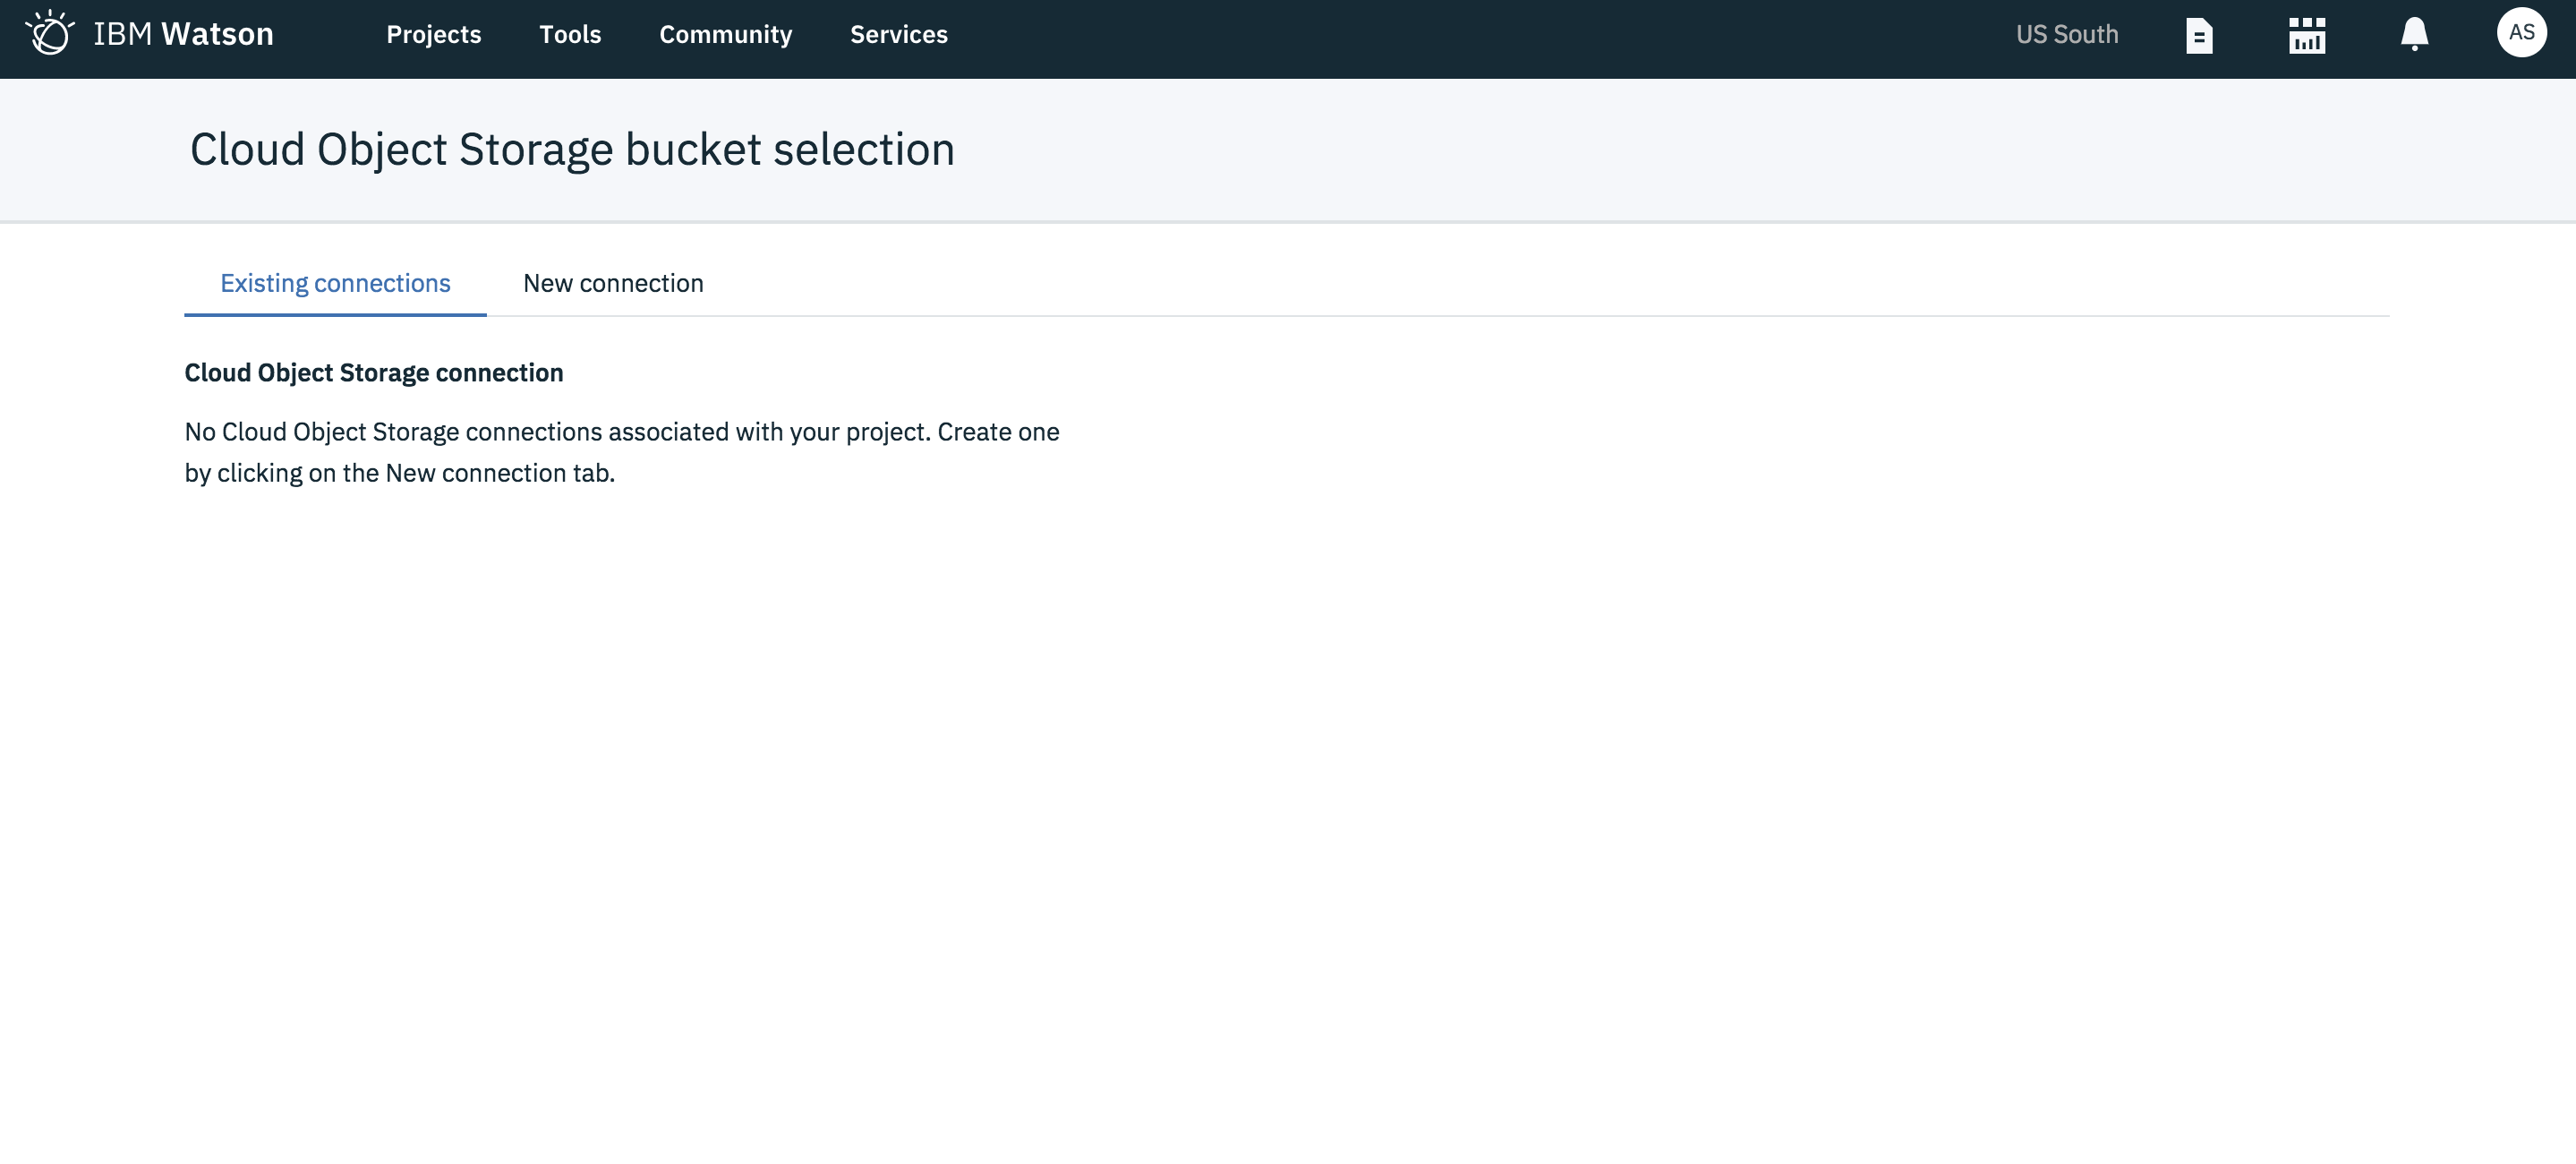 IBM Watson
Projects
Tools
Community
Services
US South
AS
Cloud Object Storage bucket selection
Existing connections
New connection
Cloud Object Storage connection
No Cloud Object Storage connections associated with your project. Create one
by clicking on the New connection tab.